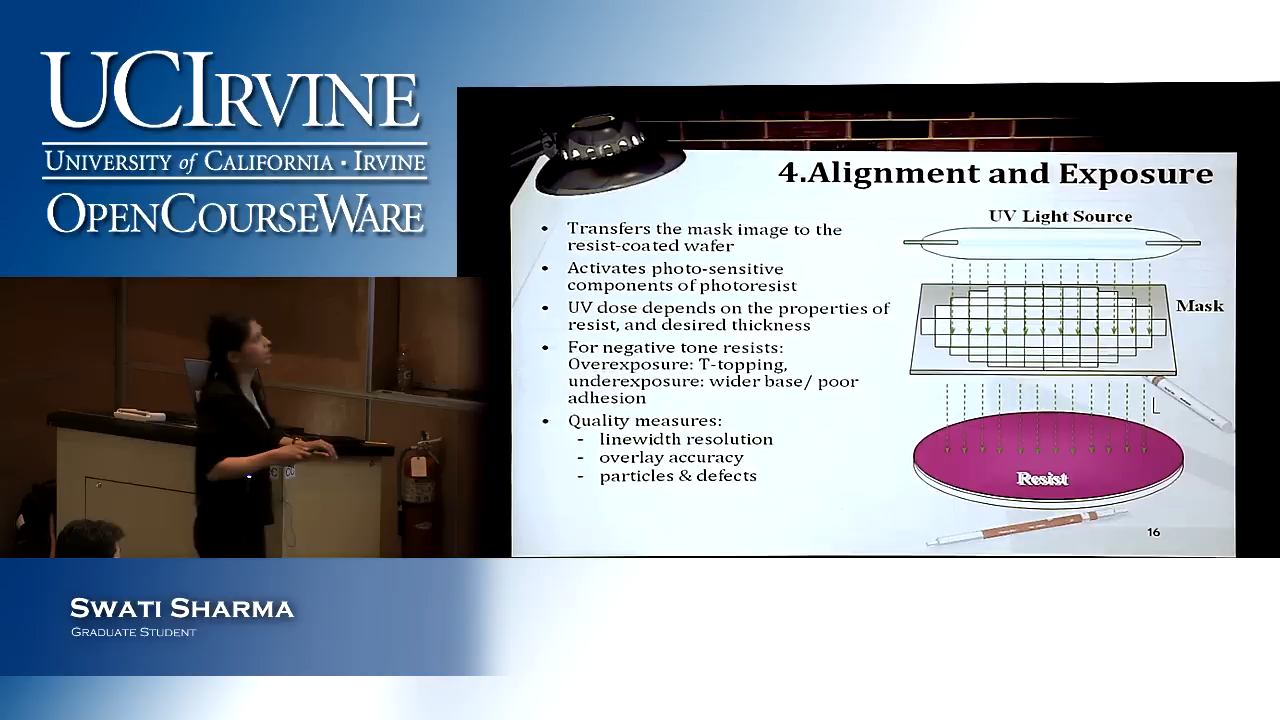 UCIRVINE
UNIVERSITY of CALIFORNIA · IRVINE
OPENCOURSEWARE
4.Alignment and Exposure
• Transfers the mask image to the
resist-coated wafer
• Activates photo-sensitive
components of photoresist
• UV dose depends on the properties of
resist, and desired thickness
• For negative tone resists:
Overexposure: T-topping,
underexposure: wider base/ poor
adhesion
• Quality measures:
- linewidth resolution
- overlay accuracy
- particles & defects
UV Light Source
Mask
Resist
16
SWATI SHARMA
GRADUATE STUDENT